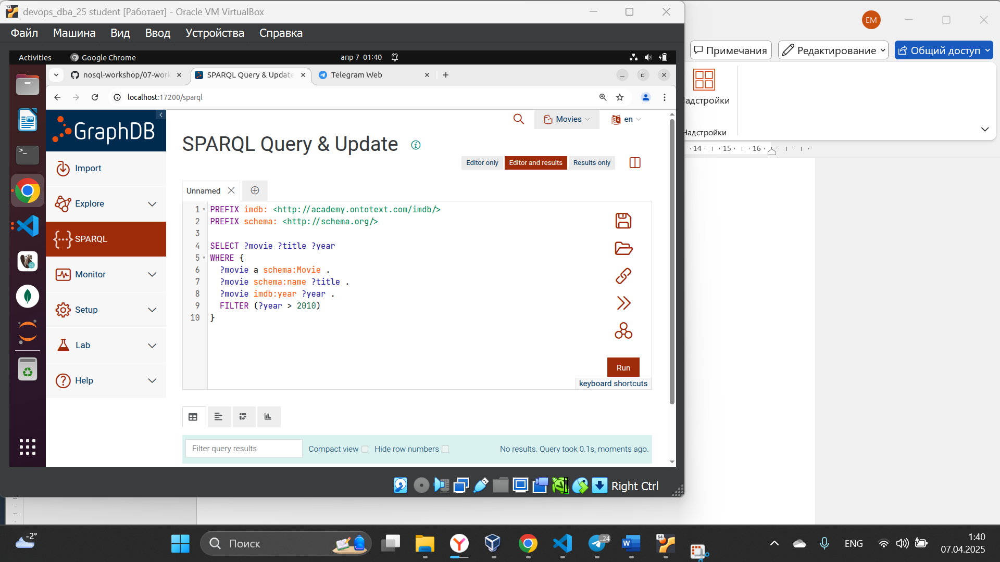 devops_dba_25 student [Работает] - Oracle VM VirtualBox
Файл Машина Вид Ввод Устройства Справка
Activities Google Chrome апр 7 01:40
nosql-workshop/07-wor
SPARQL Query & Update
Telegram Web
localhost:17200/sparql
GraphDB
Import
Explore
SPARQL
Monitor
Setup
Lab
Help
Movies
en
SPARQL Query & Update
Editor only
Editor and results
Results only
Unnamed
1 PREFIX imdb: <http://academy.ontotext.com/imdb/>
2 PREFIX schema: <http://schema.org/>
3
4 SELECT ?movie ?title ?year
5 WHERE {
6 ?movie a schema:Movie .
7 ?movie schema:name ?title .
8 ?movie imdb:year ?year .
9 FILTER (?year > 2010)
10 }
Run
keyboard shortcuts
Filter query results
Compact view
Hide row numbers
No results. Query took 0.1s, moments ago.
Right Ctrl
EM
Примечания
Редактирование
Общий доступ
адстройки
Надстройки
14 15 16
-2°
Поиск
64
..24
64
ENG
1:40
07.04.2025